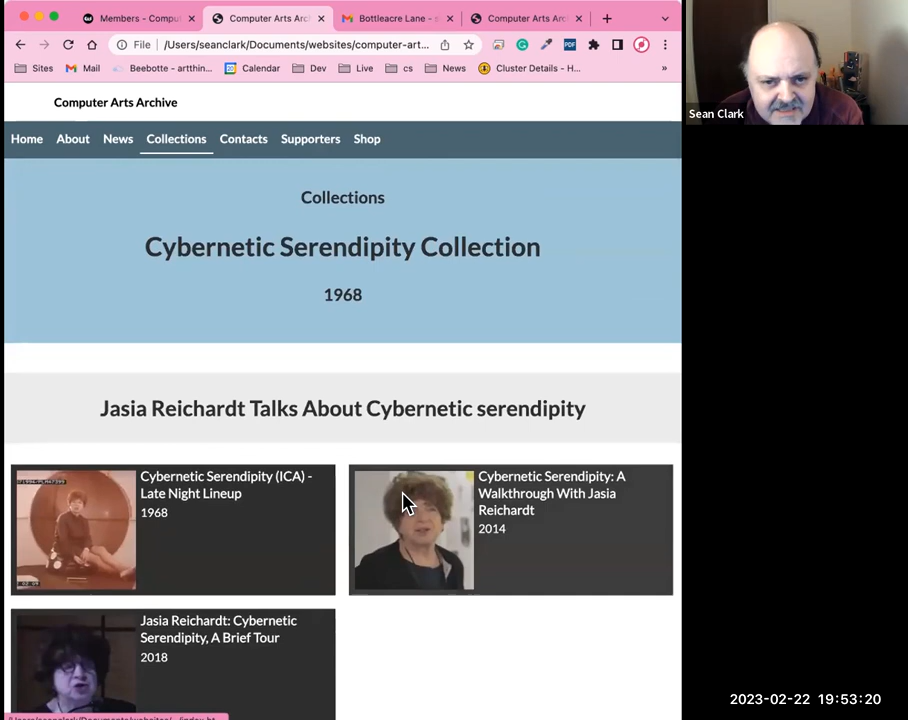 Members - Comput
Computer Arts Arc
Bottleacre Lane -
Computer Arts Arc
File
/Users/seanclark/Documents/websites/computer-art...
Sites
Mail
Beebotte - artthin...
Calendar
Dev
Live
cs
News
Cluster Details - H...
»
Computer Arts Archive
Home About News Collections Contacts Supporters Shop
Collections
Cybernetic Serendipity Collection
1968
Jasia Reichardt Talks About Cybernetic serendipity
Cybernetic Serendipity (ICA) -
Late Night Lineup
1968
Cybernetic Serendipity: A
Walkthrough With Jasia
Reichardt
2014
Jasia Reichardt: Cybernetic
Serendipity, A Brief Tour
2018
Sean Clark
2023-02-22 19:53:20